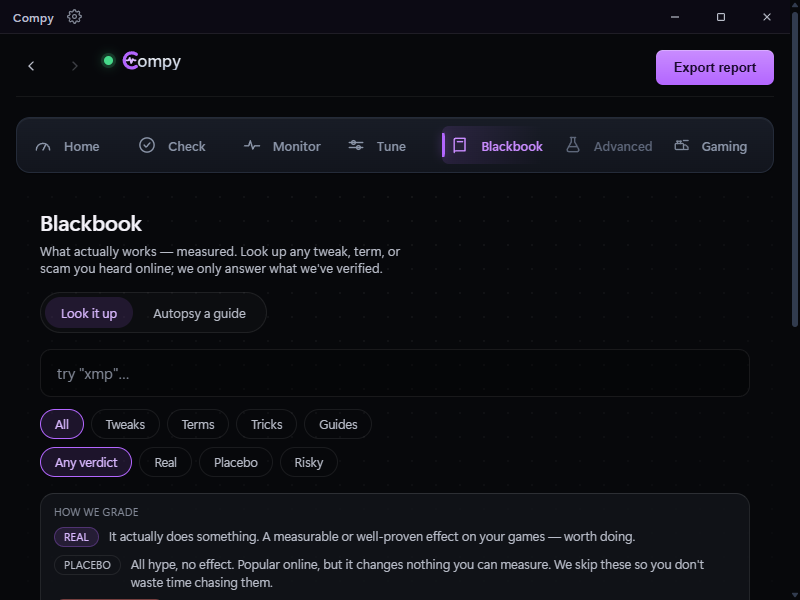 Compy
Compy
Export report
Home
Check
Monitor
Tune
Blackbook
Advanced
Gaming
Blackbook
What actually works — measured. Look up any tweak, term, or
scam you heard online; we only answer what we've verified.
Look it up
Autopsy a guide
try "xmp"...
All
Tweaks
Terms
Tricks
Guides
Any verdict
Real
Placebo
Risky
HOW WE GRADE
REAL It actually does something. A measurable or well-proven effect on your games — worth doing.
PLACEBO All hype, no effect. Popular online, but it changes nothing you can measure. We skip these so you don't
waste time chasing them.